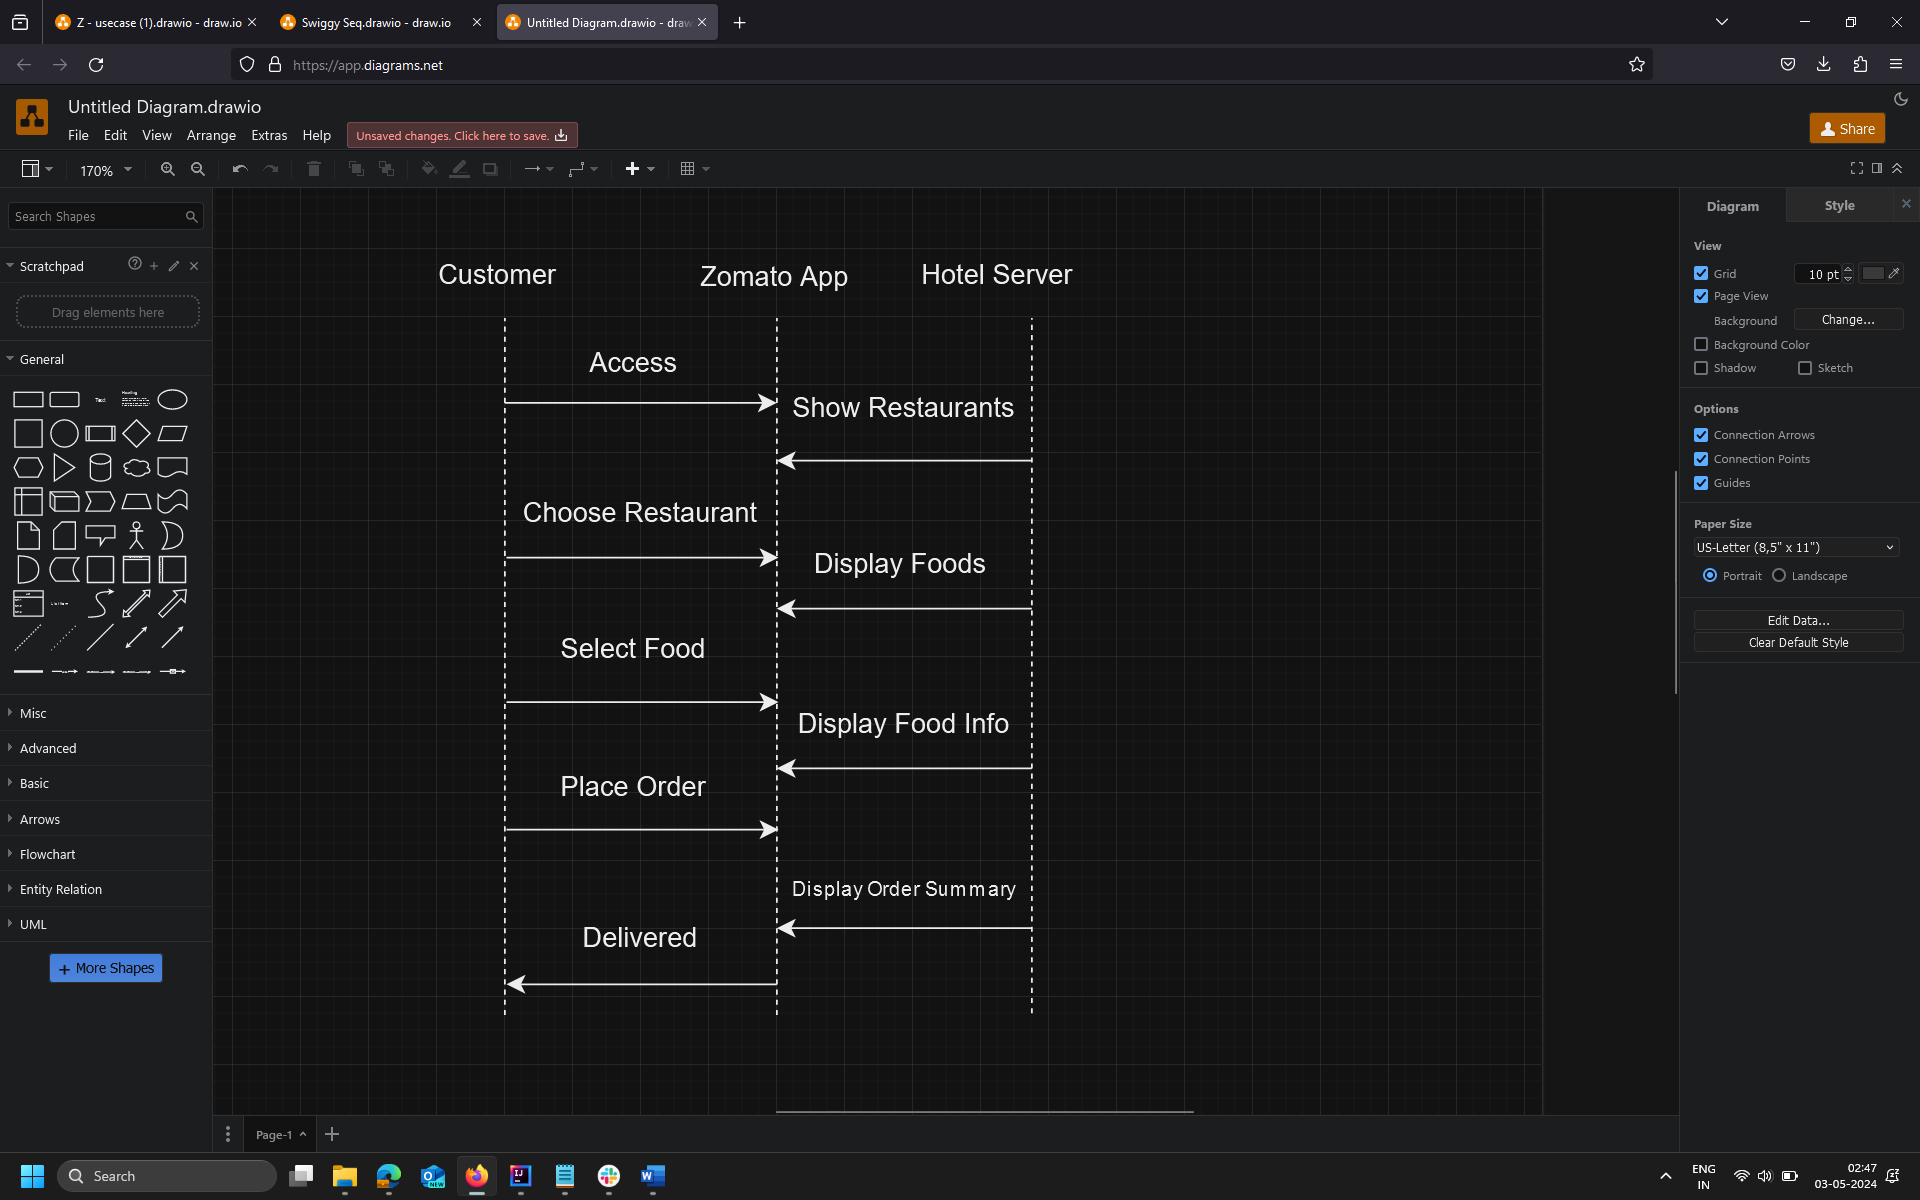 Z - usecase (1).drawio - draw.io
Swiggy Seq.drawio - draw.io
Untitled Diagram.drawio - draw
https://app.diagrams.net
Untitled Diagram.drawio
File Edit View Arrange Extras Help
Unsaved changes. Click here to save.
Share
170%
Search Shapes
Scratchpad
Drag elements here
General
Text
Heading
Misc
Advanced
Basic
Arrows
Flowchart
Entity Relation
UML
+ More Shapes
Customer
Zomato App
Hotel Server
Access
Show Restaurants
Choose Restaurant
Display Foods
Select Food
Display Food Info
Place Order
Display Order Summary
Delivered
Diagram
Style
View
Grid
10 pt
Page View
Background
Change...
Background Color
Shadow
Sketch
Options
Connection Arrows
Connection Points
Guides
Paper Size
US-Letter (8,5" x 11")
Portrait
Landscape
Edit Data...
Clear Default Style
Page-1
Search
ENG
IN
02:47
03-05-2024